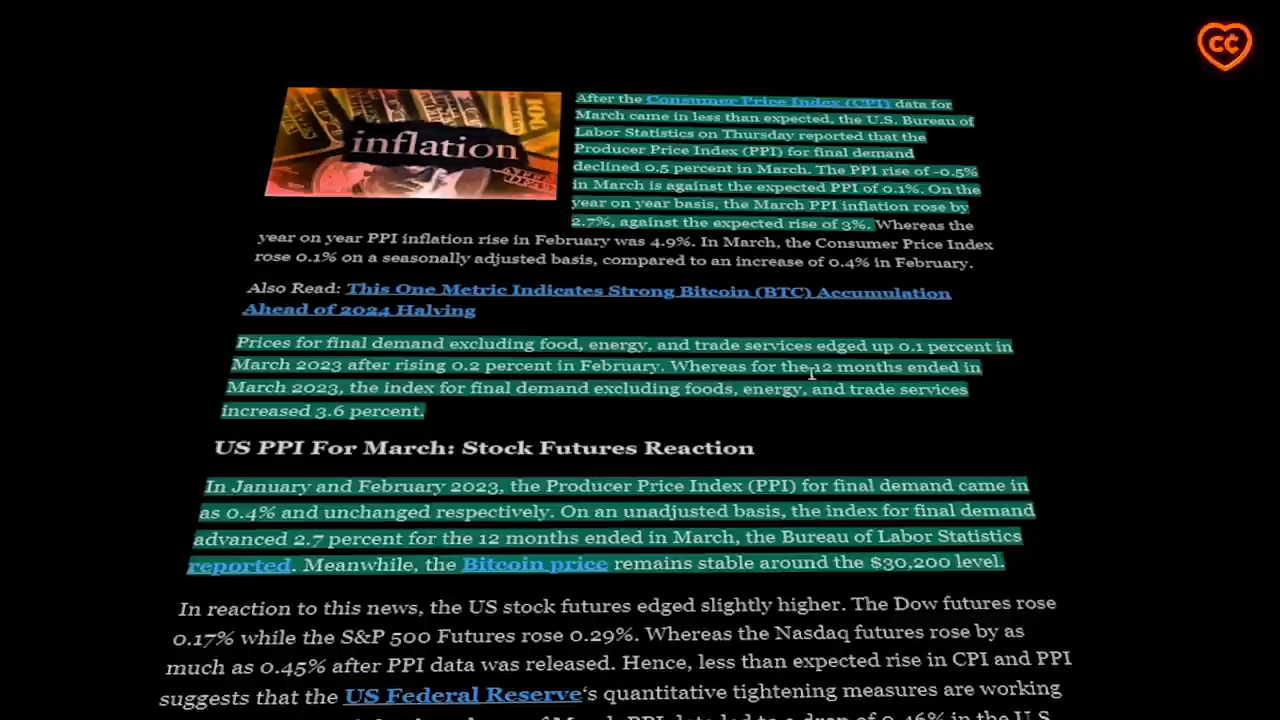 CC
inflation
After the Consumer Price Index (CPI) data for
March came in less than expected, the U.S. Bureau of
Labor Statistics on Thursday reported that the
Producer Price Index (PPI) for final demand
declined 0.5 percent in March. The PPI rise of -0.5%
in March is against the expected PPI of 0.1%. On the
year on year basis, the March PPI inflation rose by
2.7%, against the expected rise of 3%. Whereas the
year on year PPI inflation rise in February was 4.9%. In March, the Consumer Price Index
rose 0.1% on a seasonally adjusted basis, compared to an increase of 0.4% in February.
Also Read: This One Metric Indicates Strong Bitcoin (BTC) Accumulation
Ahead of 2024 Halving
Prices for final demand excluding food, energy, and trade services edged up 0.1 percent in
March 2023 after rising 0.2 percent in February. Whereas for the 12 months ended in
March 2023, the index for final demand excluding foods, energy, and trade services
increased 3.6 percent.
US PPI For March: Stock Futures Reaction
In January and February 2023, the Producer Price Index (PPI) for final demand came in
as 0.4% and unchanged respectively. On an unadjusted basis, the index for final demand
advanced 2.7 percent for the 12 months ended in March, the Bureau of Labor Statistics
reported. Meanwhile, the Bitcoin price remains stable around the $30,200 level.
In reaction to this news, the US stock futures edged slightly higher. The Dow futures rose
0.17% while the S&P 500 Futures rose 0.29%. Whereas the Nasdaq futures rose by as
much as 0.45% after PPI data was released. Hence, less than expected rise in CPI and PPI
suggests that the US Federal Reserve's quantitative tightening measures are working